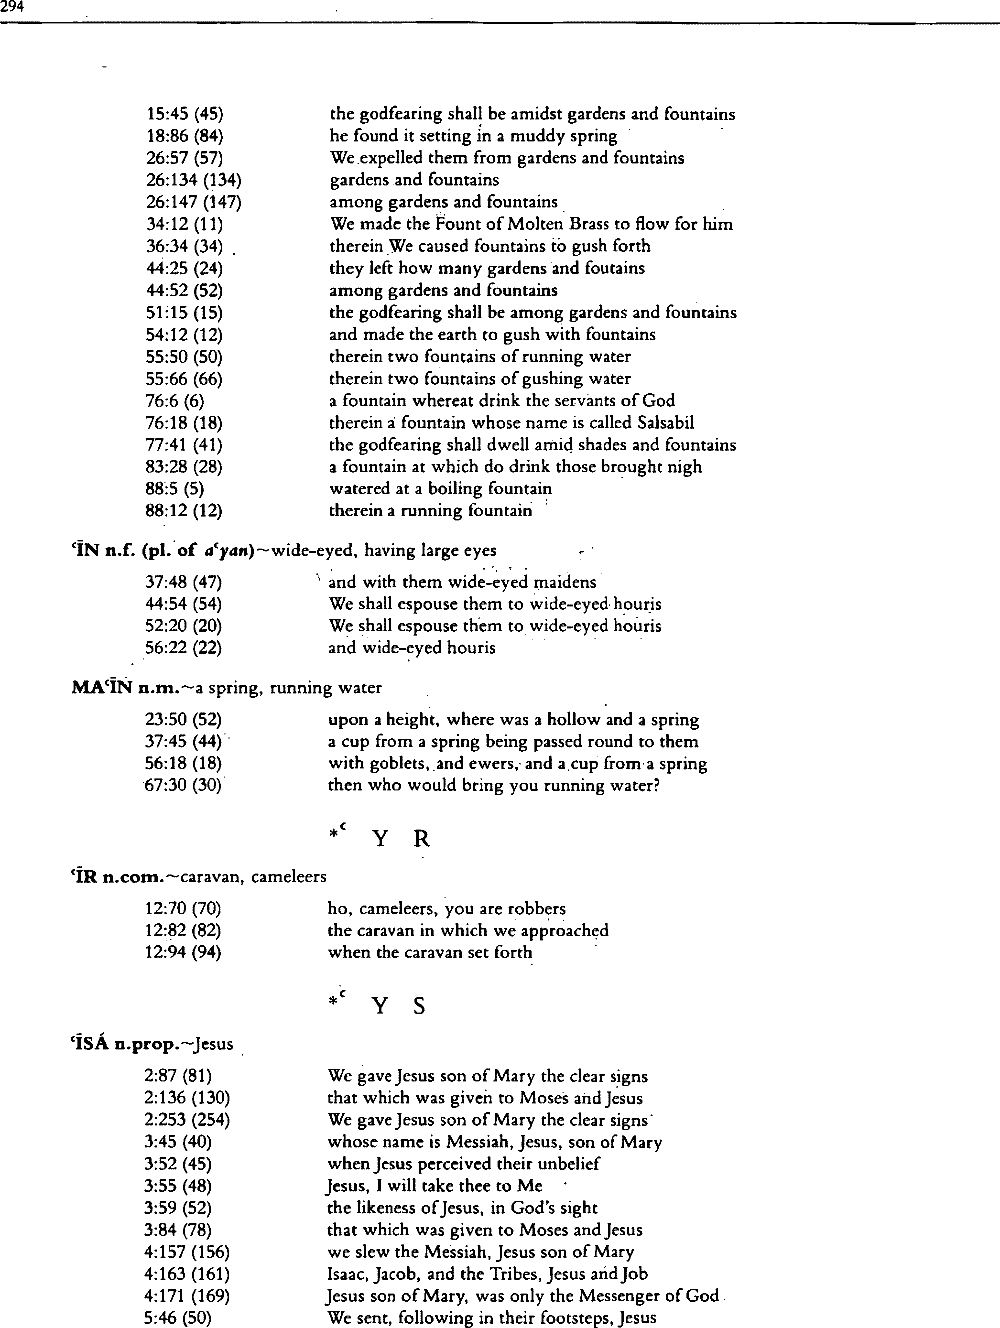 294
15:45 (45) the godfearing shall be amidst gardens and fountains
18:86 (84) he found it setting in a muddy spring
26:57 (57) We expelled them from gardens and fountains
26:134 (134) gardens and fountains
26:147 (147) among gardens and fountains
34:12 (11) We made the Fount of Molten Brass to flow for him
36:34 (34) therein We caused fountains to gush forth
44:25 (24) they left how many gardens and foutains
44:52 (52) among gardens and fountains
51:15 (15) the godfearing shall be among gardens and fountains
54:12 (12) and made the earth to gush with fountains
55:50 (50) therein two fountains of running water
55:66 (66) therein two fountains of gushing water
76:6 (6) a fountain whereat drink the servants of God
76:18 (18) therein a fountain whose name is called Salsabil
77:41 (41) the godfearing shall dwell amid shades and fountains
83:28 (28) a fountain at which do drink those brought nigh
88:5 (5) watered at a boiling fountain
88:12 (12) therein a running fountain
ʿĪN n.f. (pl. of aʿyan)~wide-eyed, having large eyes
37:48 (47) and with them wide-eyed maidens
44:54 (54) We shall espouse them to wide-eyed houris
52:20 (20) We shall espouse them to wide-eyed houris
56:22 (22) and wide-eyed houris
MAʿĪN n.m.~a spring, running water
23:50 (52) upon a height, where was a hollow and a spring
37:45 (44) a cup from a spring being passed round to them
56:18 (18) with goblets, and ewers, and a cup from a spring
67:30 (30) then who would bring you running water?
*ʿ Y R
ʿĪR n.com.~caravan, cameleers
12:70 (70) ho, cameleers, you are robbers
12:82 (82) the caravan in which we approached
12:94 (94) when the caravan set forth
*ʿ Y S
ʿĪSÁ n.prop.~Jesus
2:87 (81) We gave Jesus son of Mary the clear signs
2:136 (130) that which was given to Moses and Jesus
2:253 (254) We gave Jesus son of Mary the clear signs
3:45 (40) whose name is Messiah, Jesus, son of Mary
3:52 (45) when Jesus perceived their unbelief
3:55 (48) Jesus, I will take thee to Me
3:59 (52) the likeness of Jesus, in God's sight
3:84 (78) that which was given to Moses and Jesus
4:157 (156) we slew the Messiah, Jesus son of Mary
4:163 (161) Isaac, Jacob, and the Tribes, Jesus and Job
4:171 (169) Jesus son of Mary, was only the Messenger of God
5:46 (50) We sent, following in their footsteps, Jesus